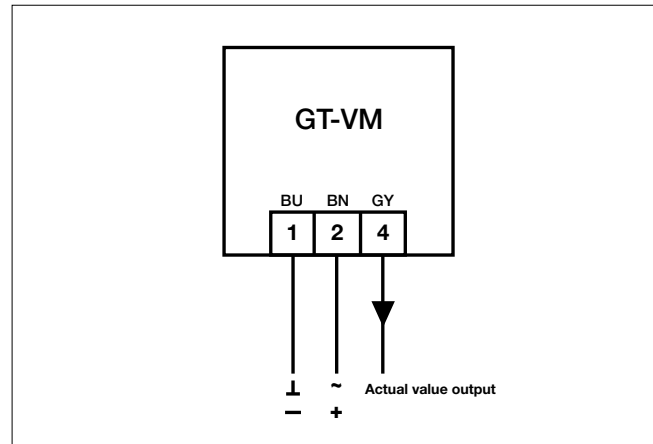 GT-VM
BU BN GY
1 2 4
⊥ ~ Actual value output
− +